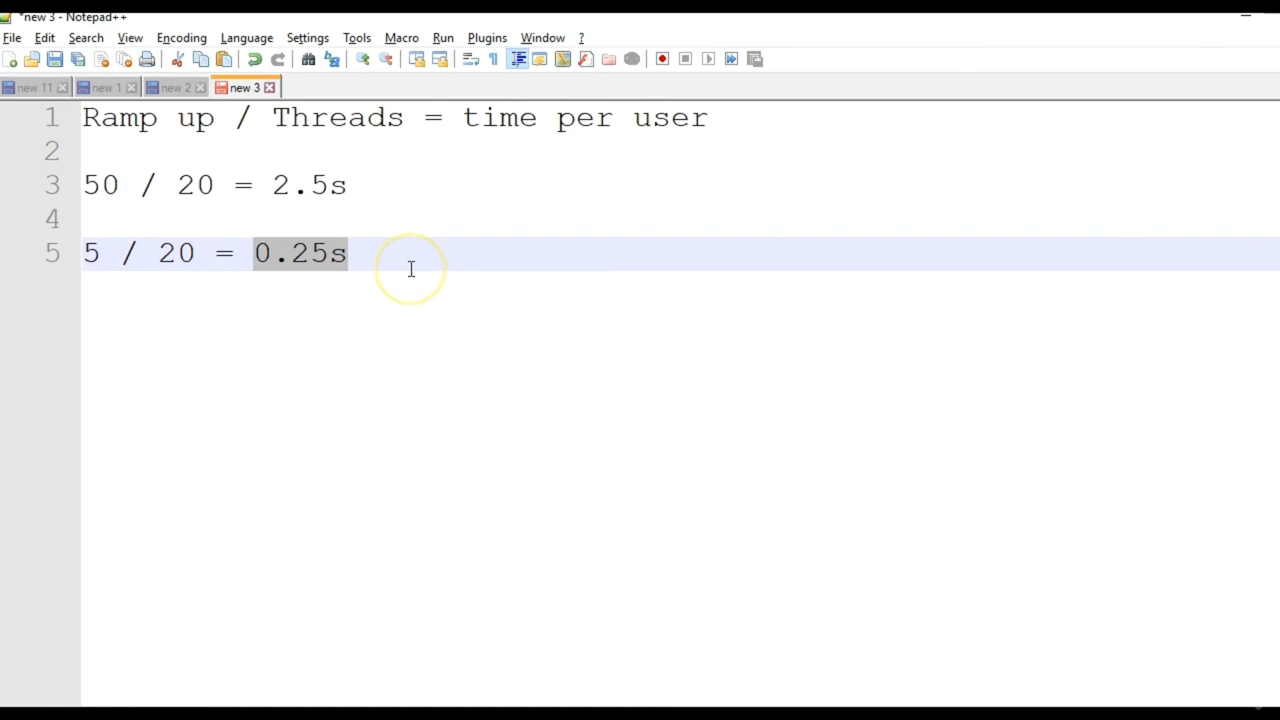 *new 3 - Notepad++
File Edit Search View Encoding Language Settings Tools Macro Run Plugins Window ?
new 11 new 1 new 2 new 3
1 Ramp up / Threads = time per user
2
3 50 / 20 = 2.5s
4
5 5 / 20 = 0.25s